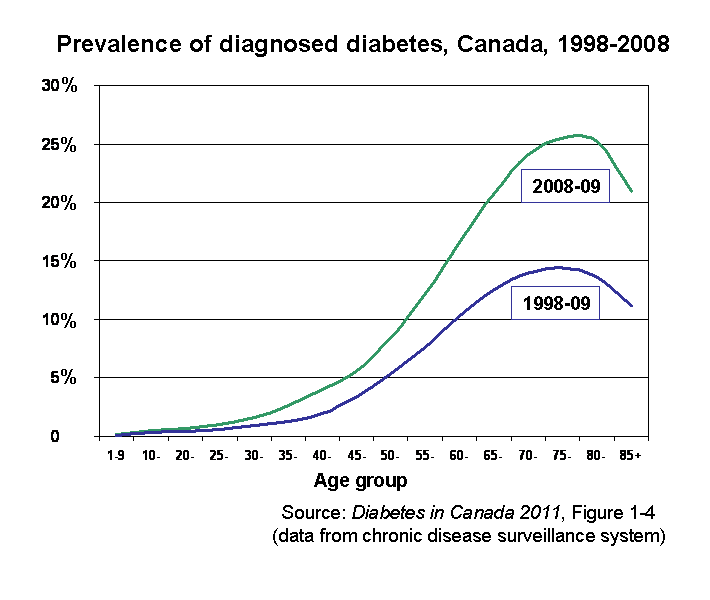 Prevalence of diagnosed diabetes, Canada, 1998-2008
30%
25%
20%
15%
10%
5%
0
2008-09
1998-09
1-9 10- 20- 25- 30- 35- 40- 45- 50- 55- 60- 65- 70- 75- 80- 85+
Age group
Source: Diabetes in Canada 2011, Figure 1-4
(data from chronic disease surveillance system)